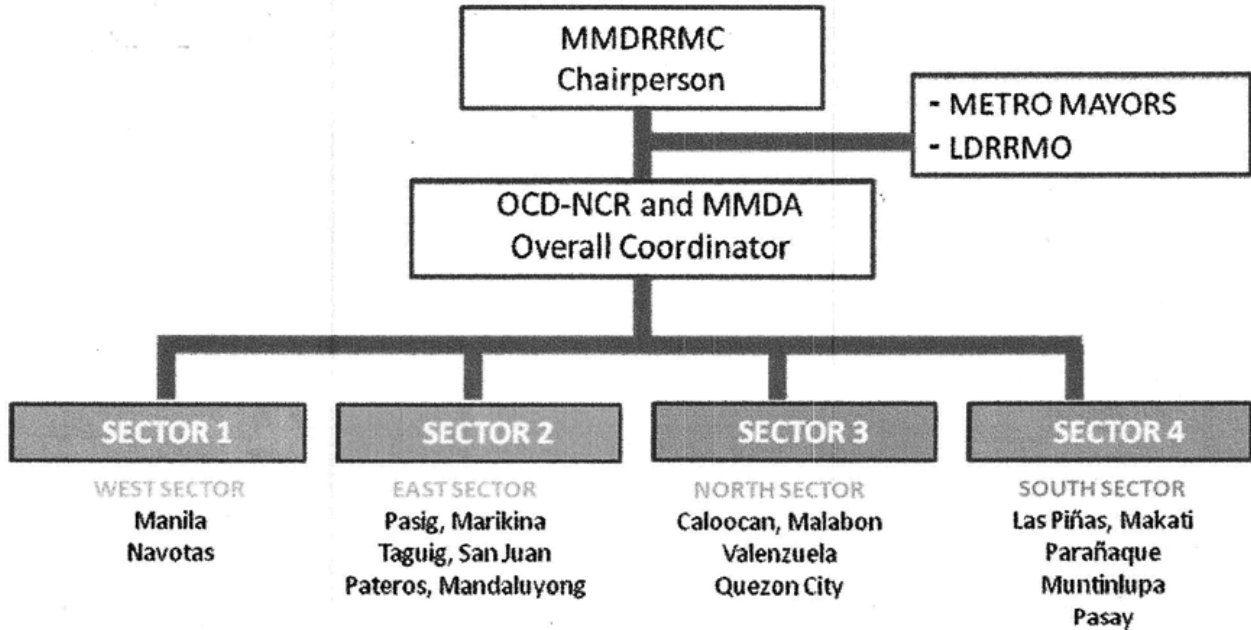 MMDRRMC
Chairperson
- METRO MAYORS
- LDRRMO
OCD-NCR and MMDA
Overall Coordinator
SECTOR 1
SECTOR 2
SECTOR 3
SECTOR 4
WEST SECTOR
Manila
Navotas
EAST SECTOR
Pasig, Marikina
Taguig, San Juan
Pateros, Mandaluyong
NORTH SECTOR
Caloocan, Malabon
Valenzuela
Quezon City
SOUTH SECTOR
Las Piñas, Makati
Parañaque
Muntinlupa
Pasay